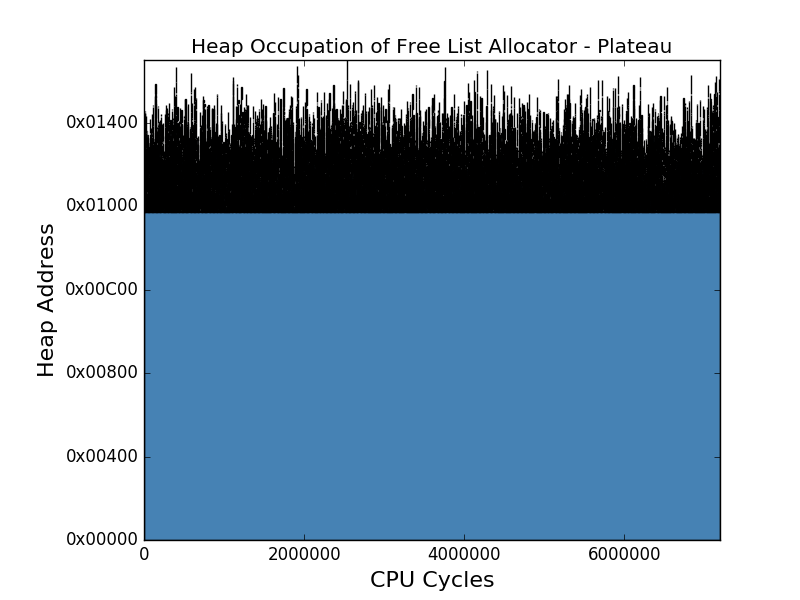 Heap Occupation of Free List Allocator - Plateau
0x01400
0x01000
0x00C00
0x00800
0x00400
0x00000
Heap Address
0 2000000 4000000 6000000
CPU Cycles